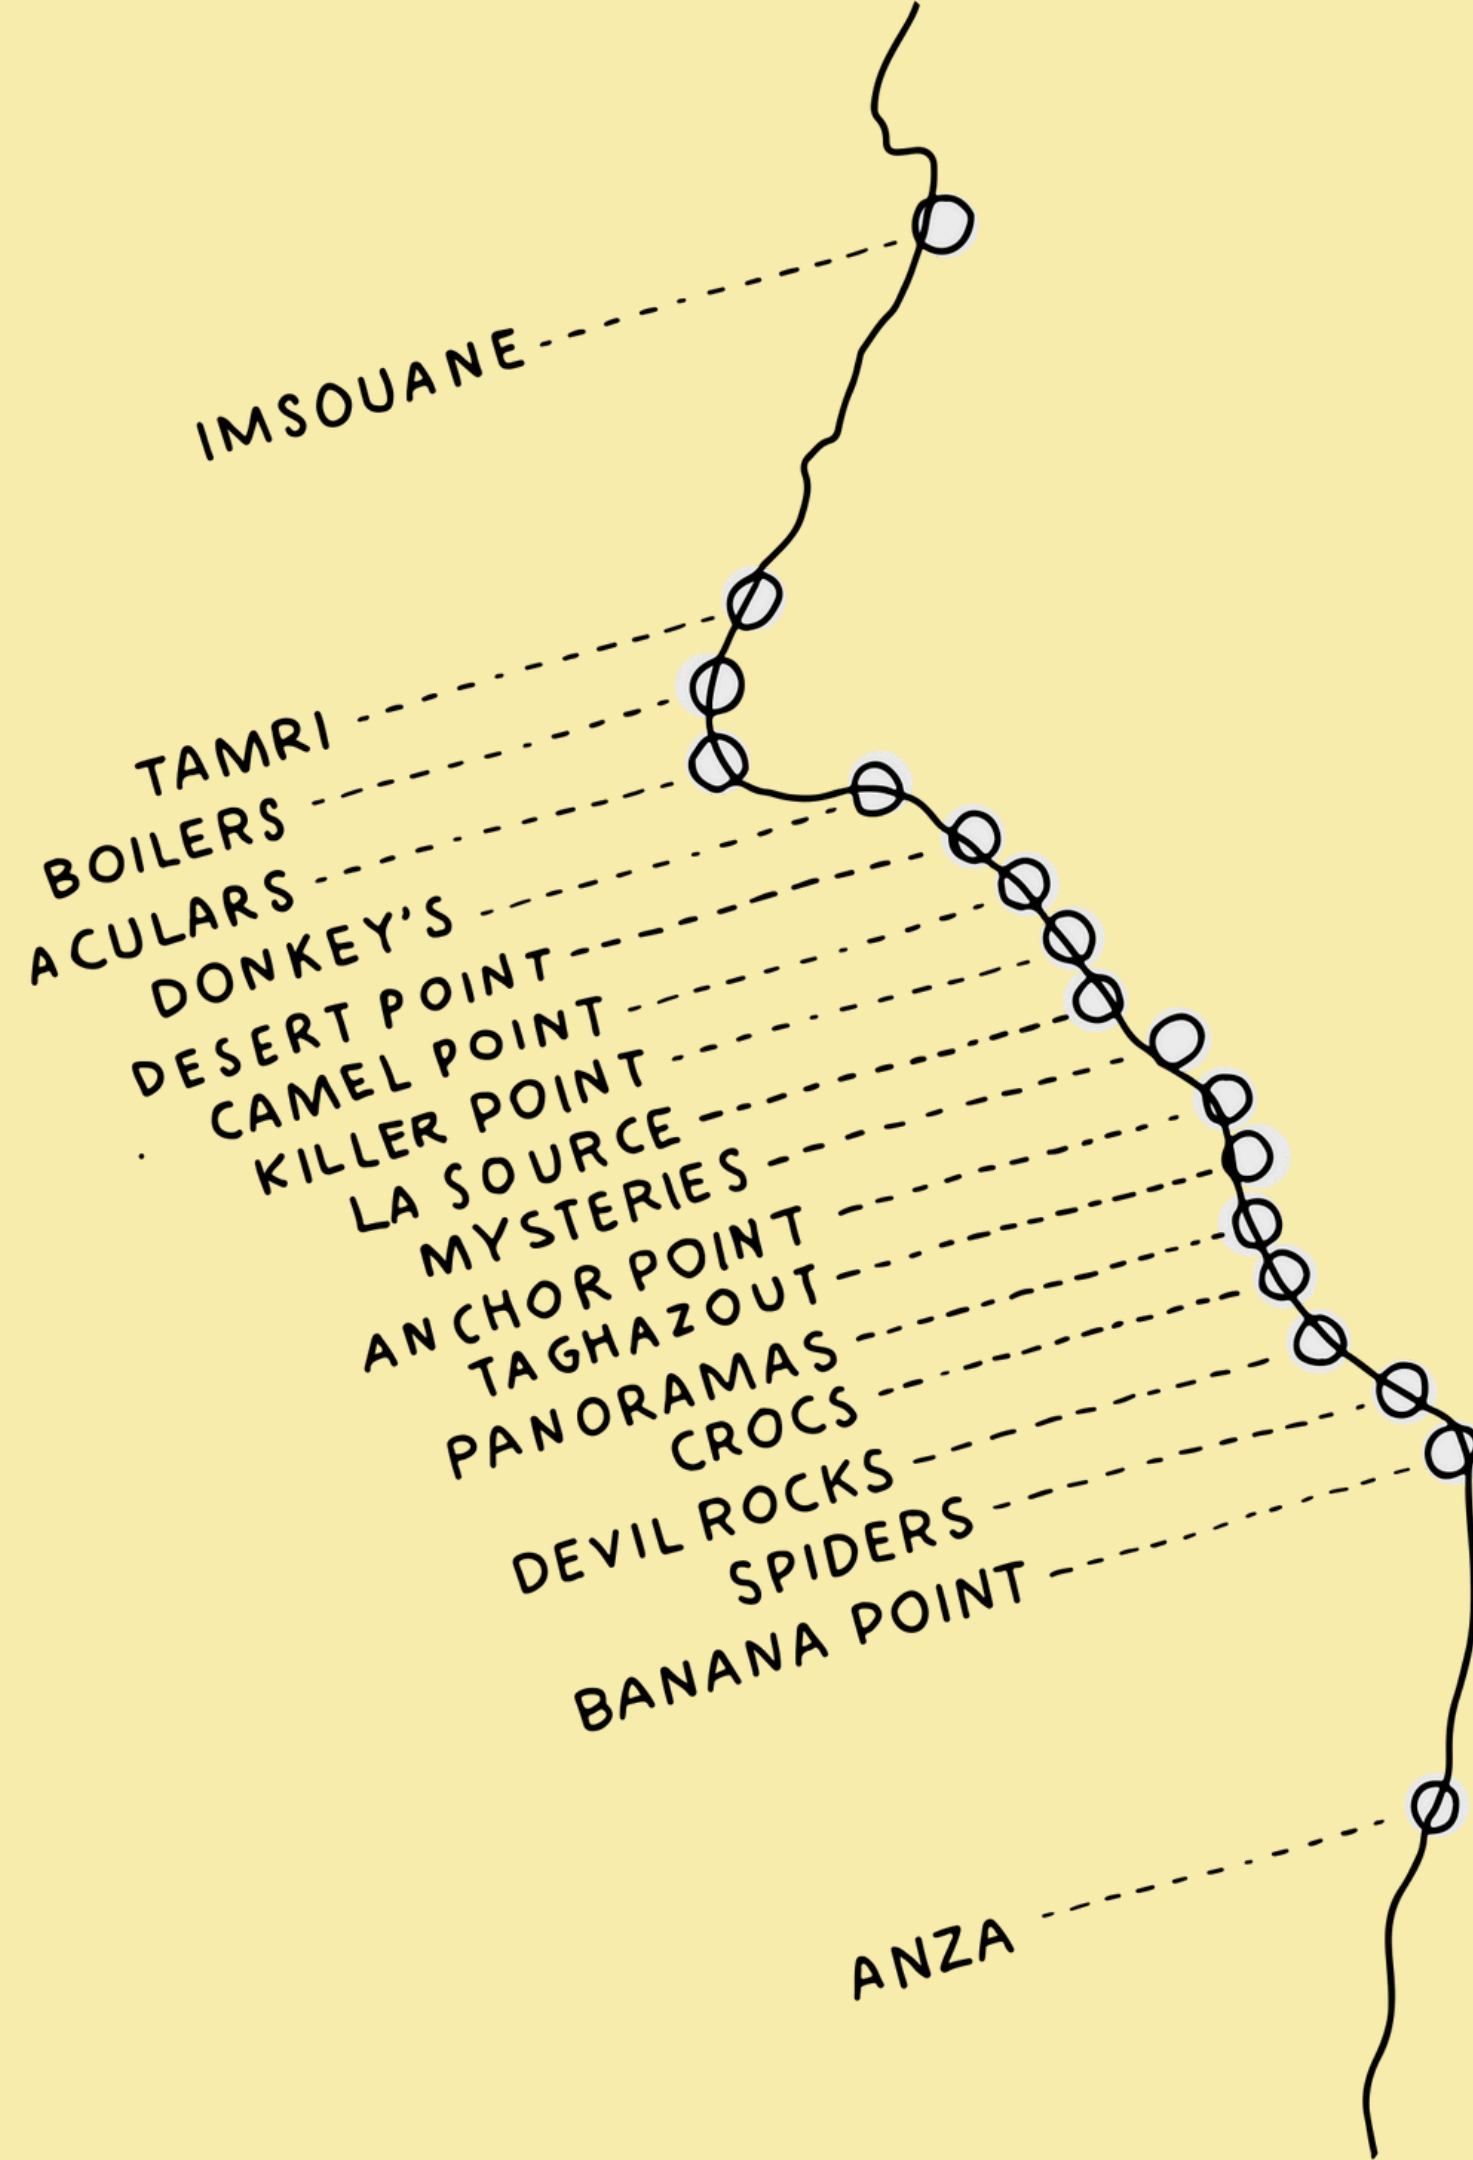 IMSOUANE
TAMRI
BOILERS
ACULARS
DONKEY'S
DESERT POINT
CAMEL POINT
KILLER POINT
LA SOURCE
MYSTERIES
ANCHOR POINT
TAGHAZOUT
PANORAMAS
CROCS
DEVIL ROCKS
SPIDERS
BANANA POINT
ANZA